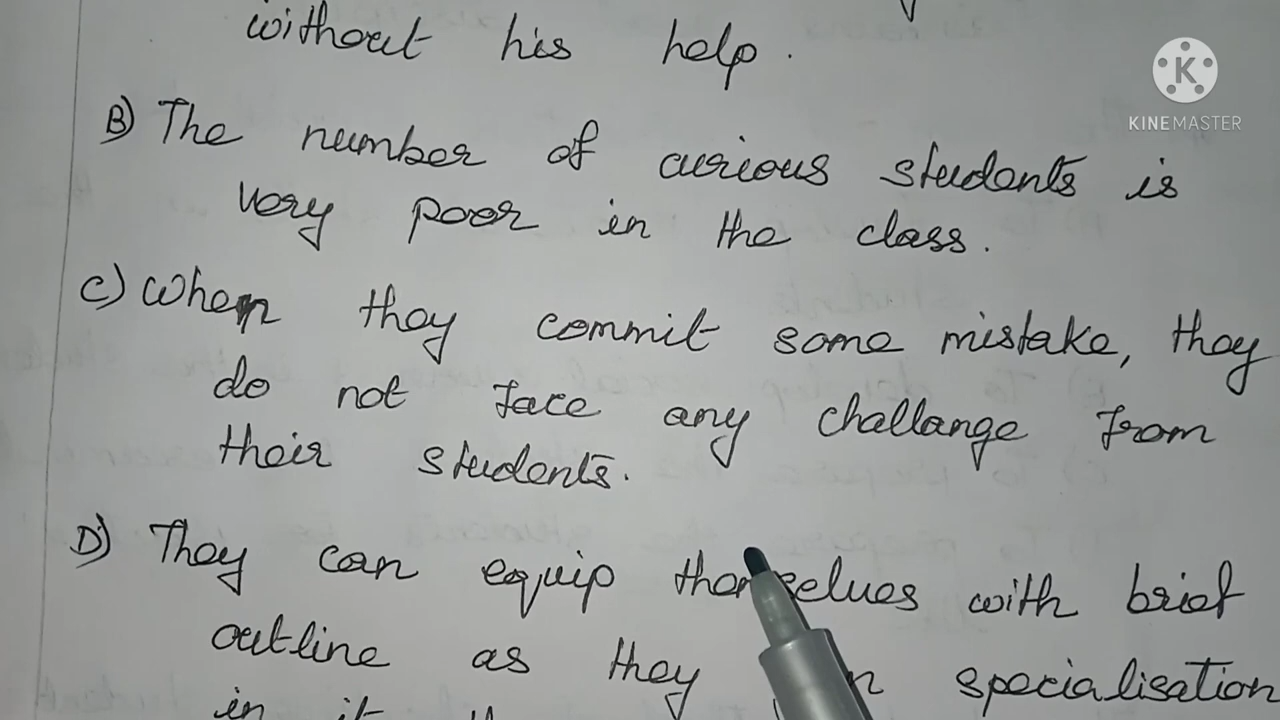 without his help.
KINEMASTER
B) The number of curious students is
very poor in the class.
C) When they commit some mistake, they
do not face any challange from
their students.
D) They can equip themselves with brief
outline as they specialisation
in it